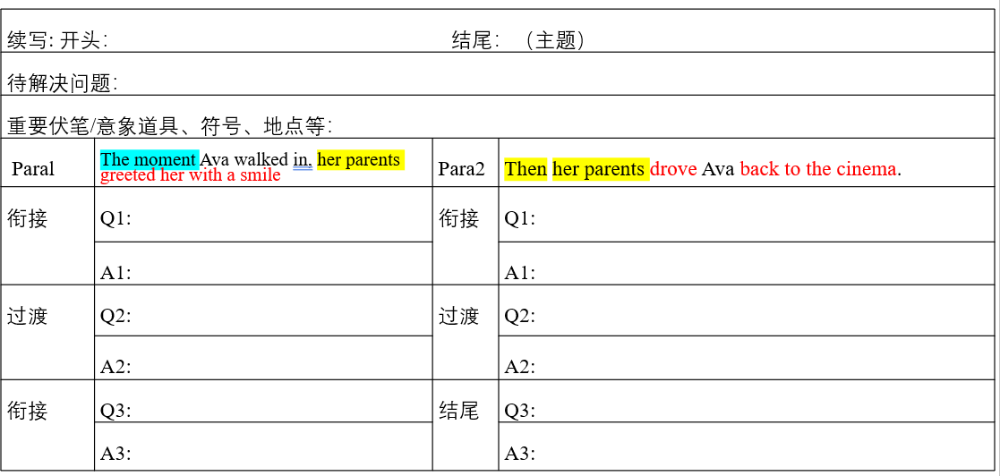 续写: 开头：	结尾：（主题）
待解决问题：
重要伏笔/意象道具、符号、地点等：
Para1	The moment Ava walked in, her parents greeted her with a smile	Para2	Then her parents drove Ava back to the cinema.
衔接	Q1:	衔接	Q1:
A1:	A1:
过渡	Q2:	过渡	Q2:
A2:	A2:
衔接	Q3:	结尾	Q3:
A3:	A3: